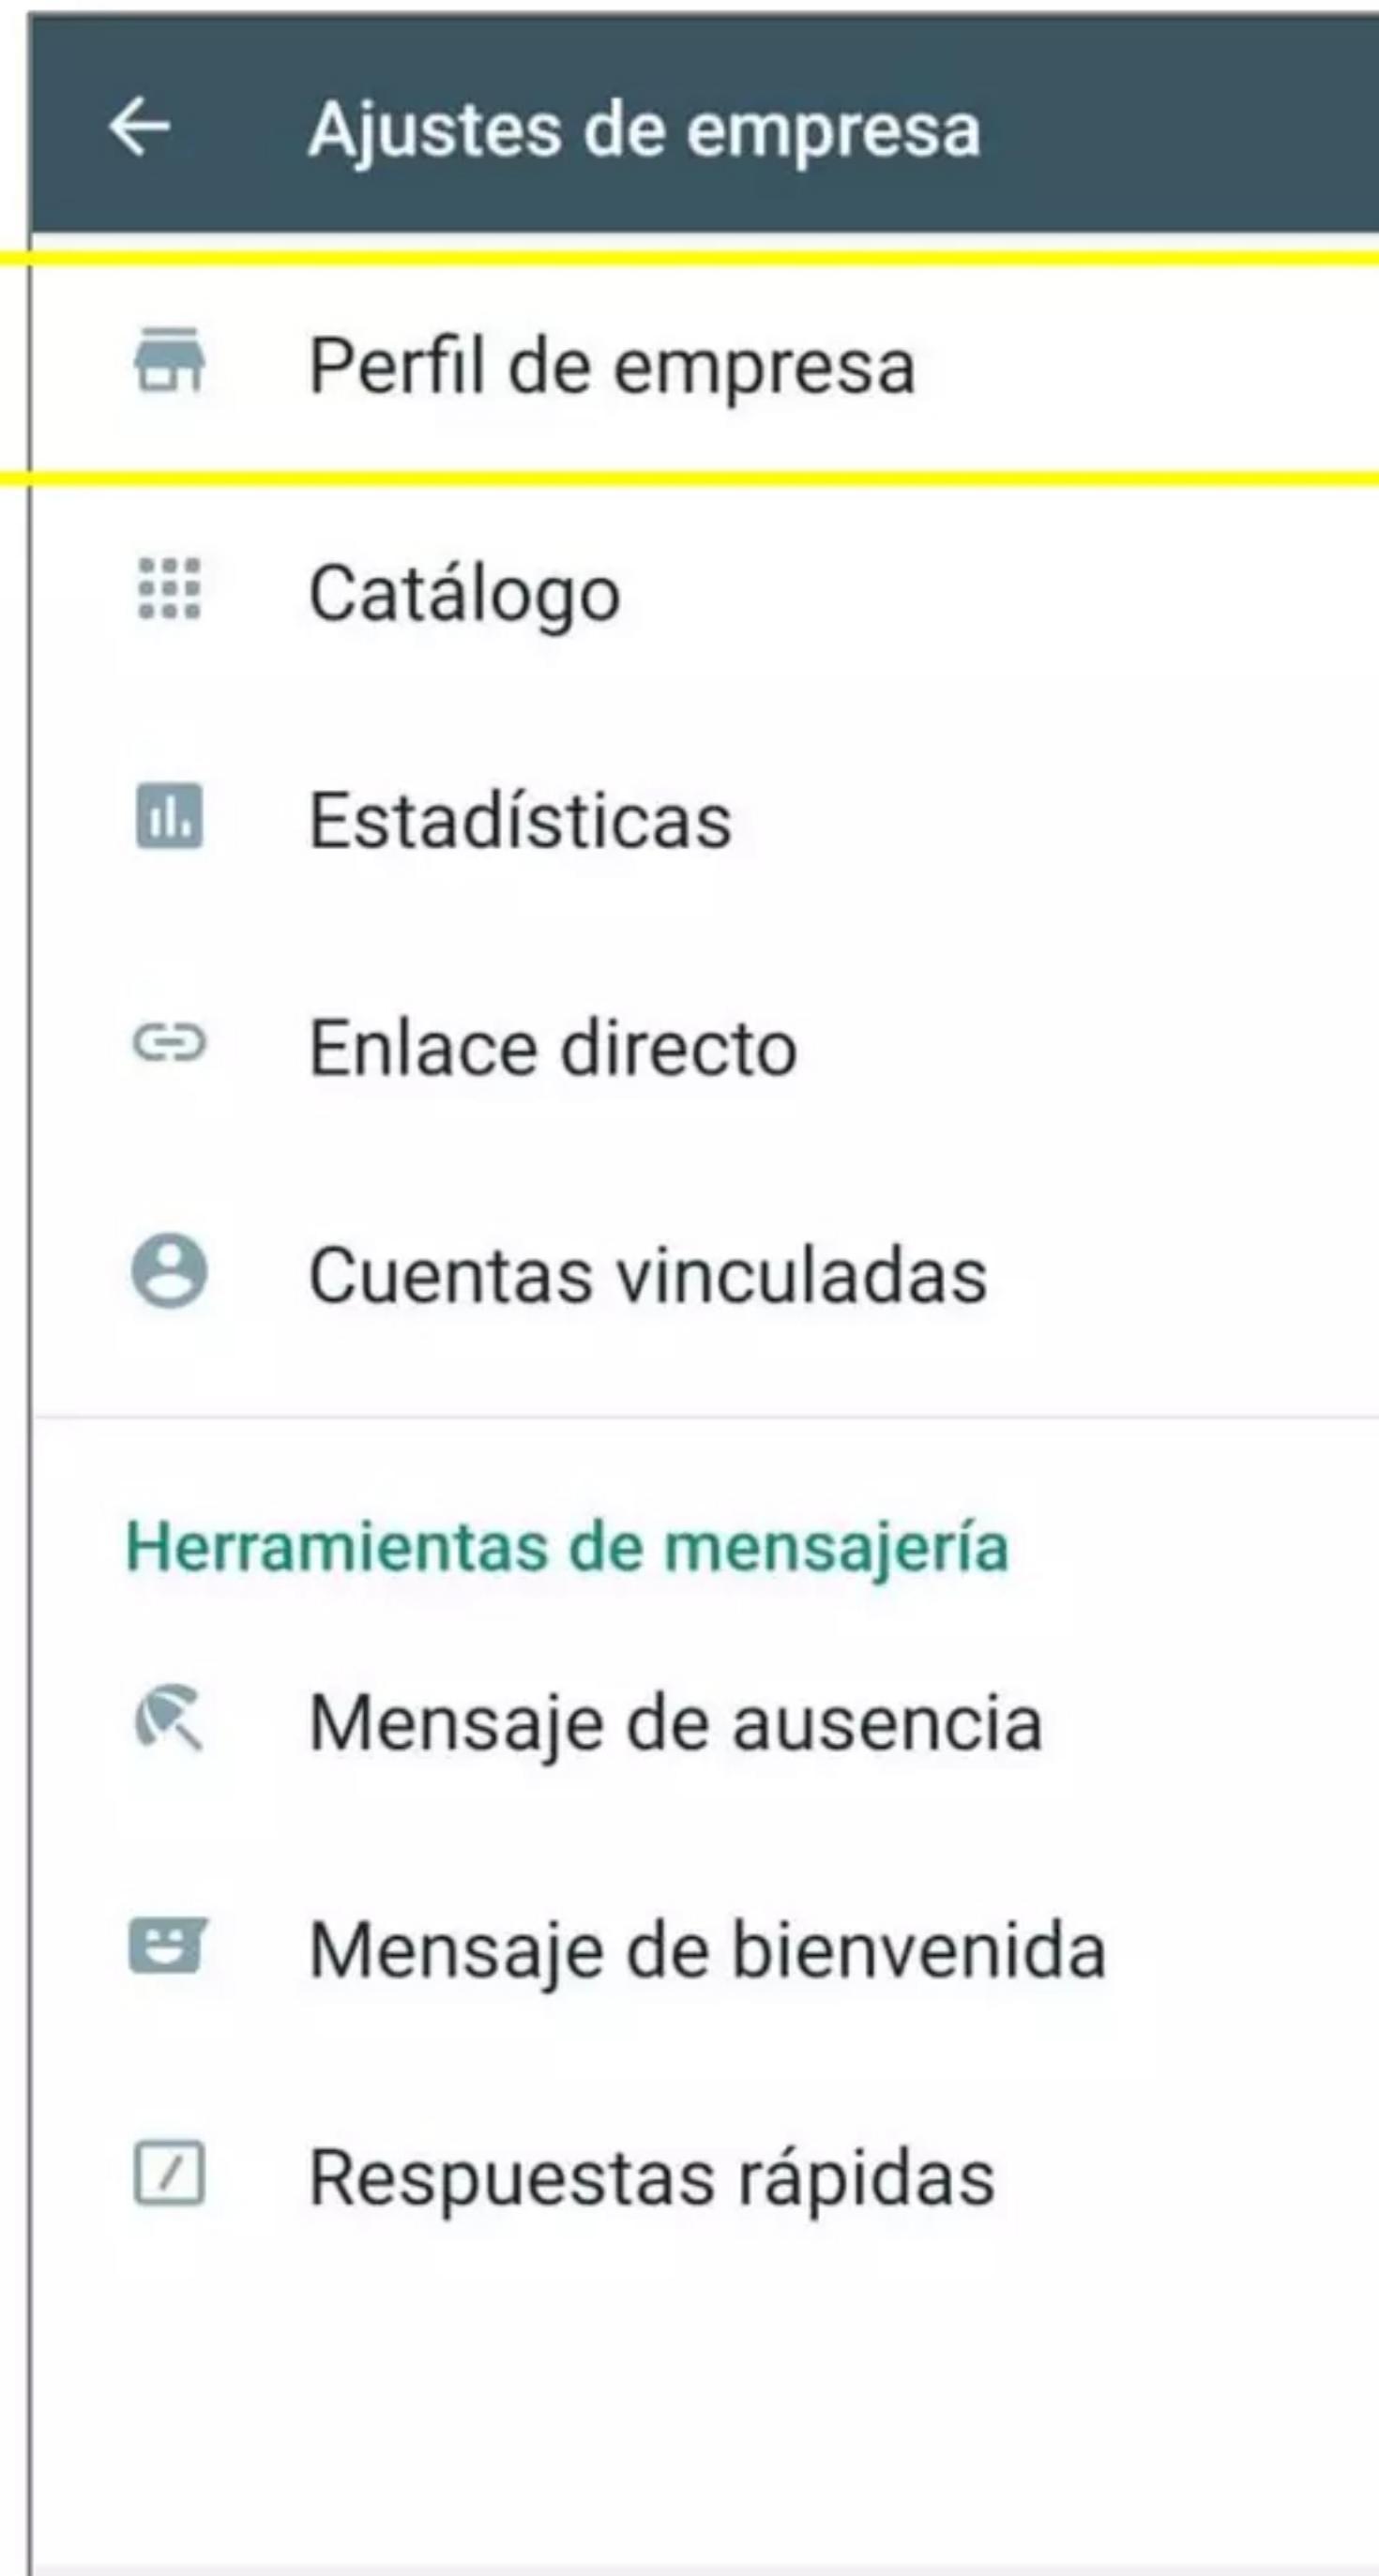 Ajustes de empresa
Perfil de empresa
Catálogo
Estadísticas
Enlace directo
Cuentas vinculadas
Herramientas de mensajería
Mensaje de ausencia
Mensaje de bienvenida
Respuestas rápidas